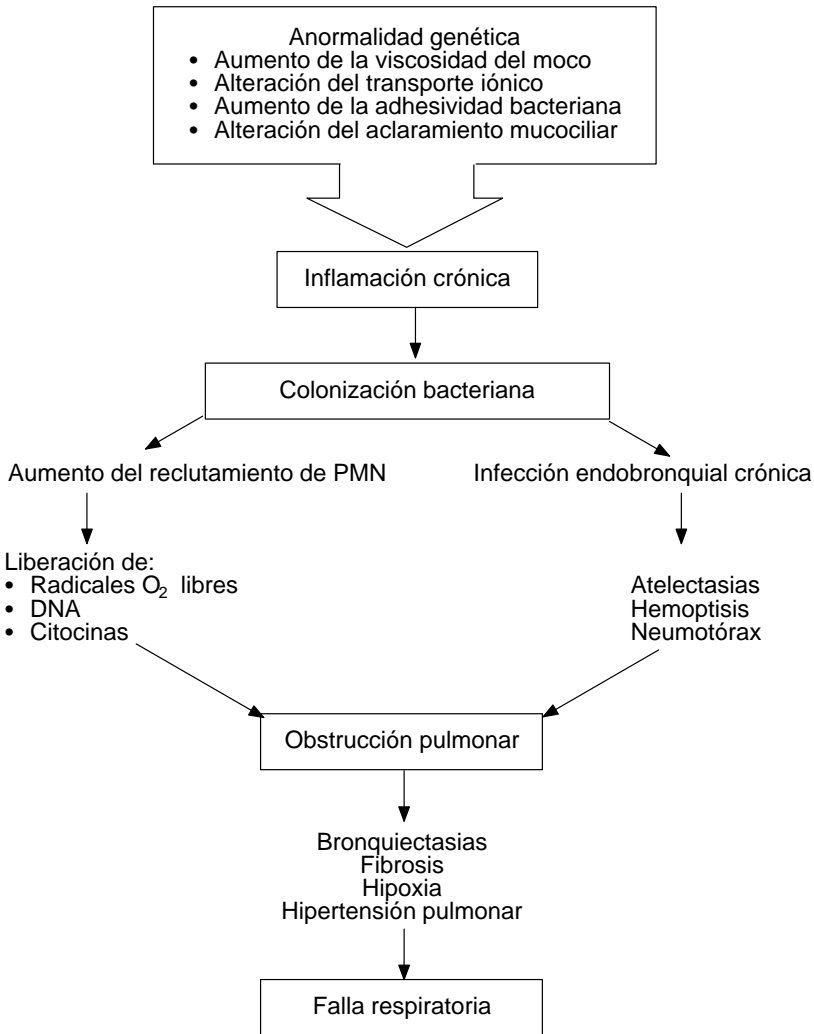 Anormalidad genética
• Aumento de la viscosidad del moco
• Alteración del transporte iónico
• Aumento de la adhesividad bacteriana
• Alteración del aclaramiento mucociliar
Inflamación crónica
Colonización bacteriana
Aumento del reclutamiento de PMN
Infección endobronquial crónica
Liberación de:
• Radicales O₂ libres
• DNA
• Citocinas
Atelectasias
Hemoptisis
Neumotórax
Obstrucción pulmonar
Bronquiectasias
Fibrosis
Hipoxia
Hipertensión pulmonar
Falla respiratoria